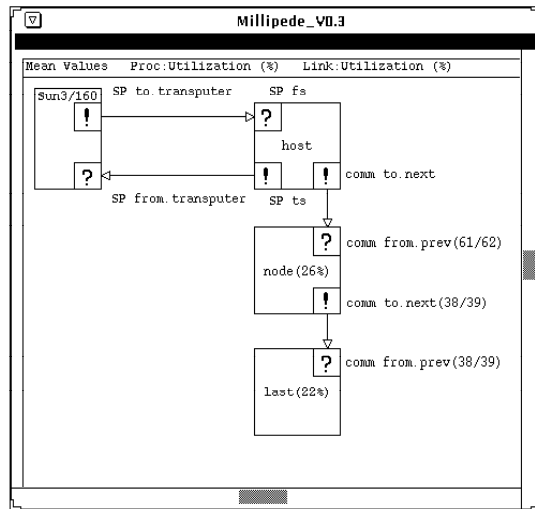 Millipede_V0.3
Mean Values Proc:Utilization (%) Link:Utilization (%)
Sun3/160 SP to.transputer SP fs
! ?
host
? ! ! comm to.next
SP from.transputer SP ts
? comm from.prev(61/62)
node(26%)
! comm to.next(38/39)
? comm from.prev(38/39)
last(22%)